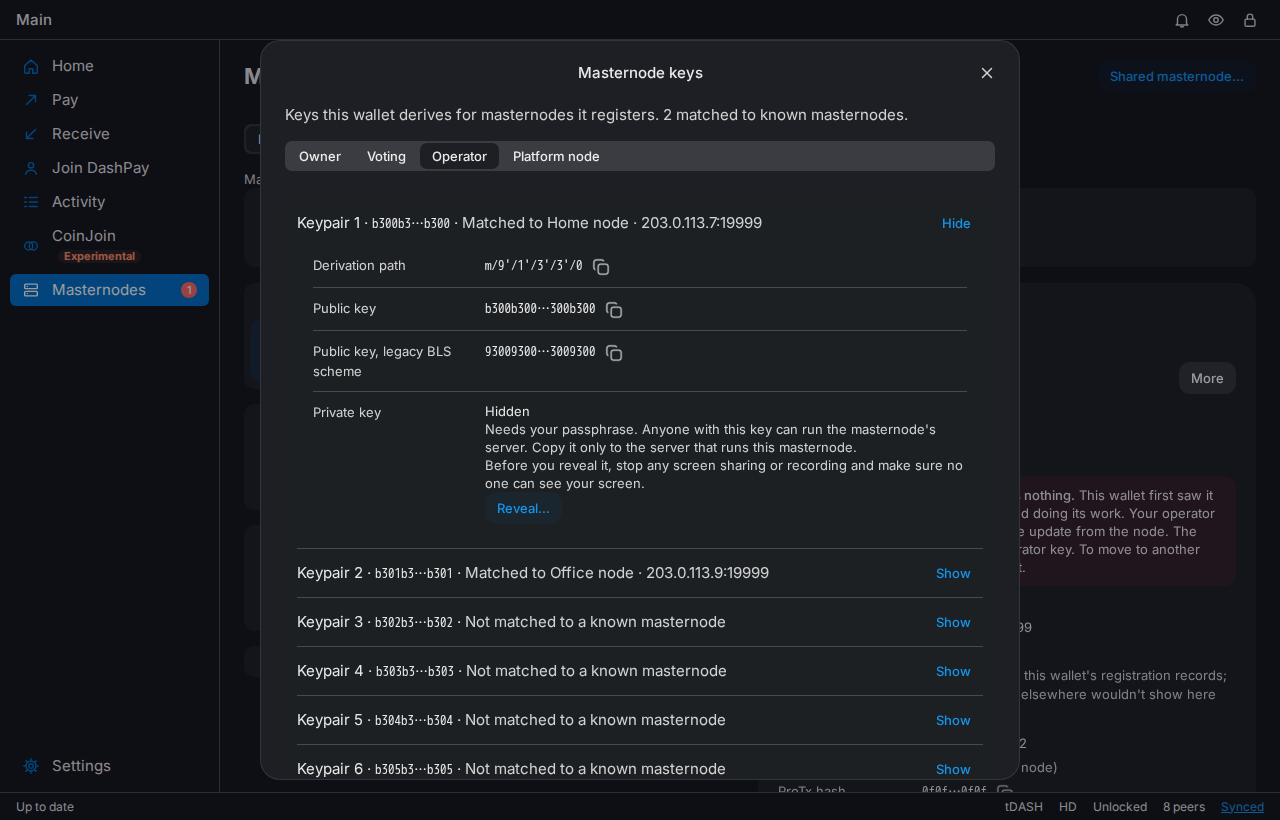 Main
Home
Pay
Receive
Join DashPay
Activity
CoinJoin
Experimental
Masternodes
1
Settings
M
Shared masternode...
Ma
More
nothing. This wallet first saw it
d doing its work. Your operator
e update from the node. The
rator key. To move to another
t.
99
this wallet's registration records;
elsewhere wouldn't show here
2
node)
ProTx hash
0f0f···0f0f
Masternode keys
Keys this wallet derives for masternodes it registers. 2 matched to known masternodes.
Owner
Voting
Operator
Platform node
Keypair 1 · b300b3···b300 · Matched to Home node · 203.0.113.7:19999
Hide
Derivation path
m/9'/1'/3'/3'/0
Public key
b300b300···300b300
Public key, legacy BLS
scheme
93009300···3009300
Private key
Hidden
Needs your passphrase. Anyone with this key can run the masternode's
server. Copy it only to the server that runs this masternode.
Before you reveal it, stop any screen sharing or recording and make sure no
one can see your screen.
Reveal...
Keypair 2 · b301b3···b301 · Matched to Office node · 203.0.113.9:19999
Show
Keypair 3 · b302b3···b302 · Not matched to a known masternode
Show
Keypair 4 · b303b3···b303 · Not matched to a known masternode
Show
Keypair 5 · b304b3···b304 · Not matched to a known masternode
Show
Keypair 6 · b305b3···b305 · Not matched to a known masternode
Show
Up to date
tDASH
HD
Unlocked
8 peers
Synced